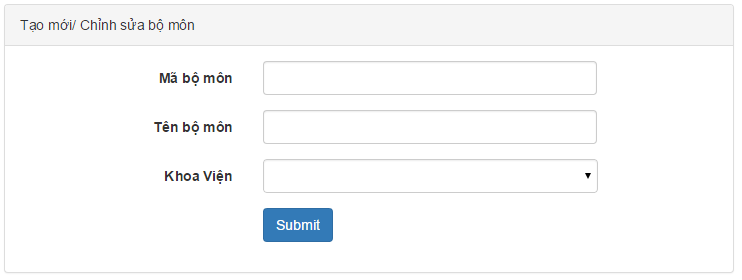 Tạo mới/ Chỉnh sửa bộ môn
Mã bộ môn
Tên bộ môn
Khoa Viện
Submit